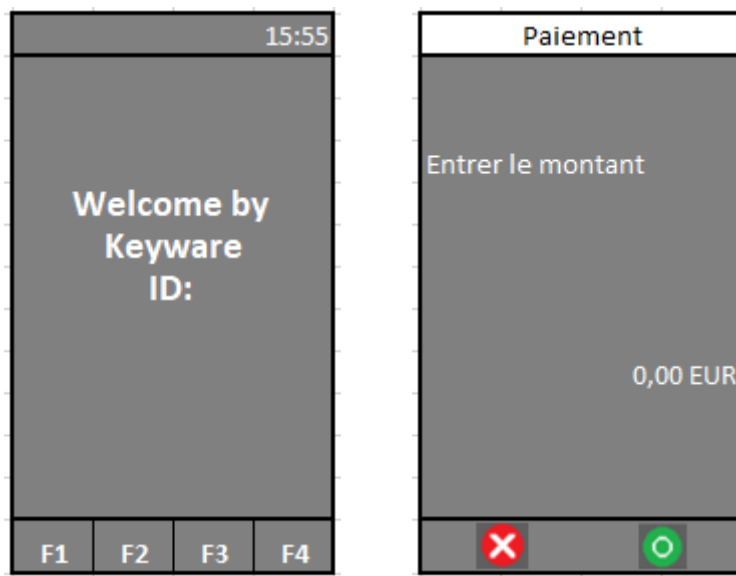 15:55
Welcome by
Keyware
ID:
F1 F2 F3 F4
Paiement
Entrer le montant
0,00 EUR